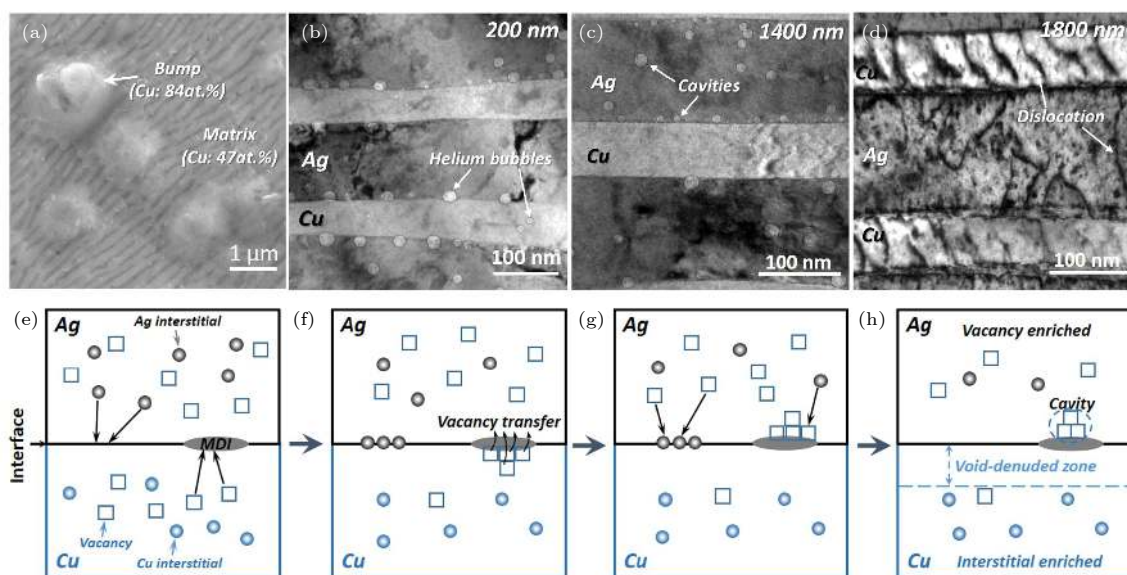 (a)
Bump
(Cu: 84at.%)
Matrix
(Cu: 47at.%)
1 μm
(b)
200 nm
Ag
Helium bubbles
Cu
100 nm
(c)
1400 nm
Ag
Cavities
Cu
100 nm
(d)
1800 nm
Cu
Dislocation
Ag
Cu
100 nm
(e)
Ag
Ag interstitial
Interface
MDI
Vacancy
Cu interstitial
Cu
(f)
Ag
Vacancy transfer
Cu
(g)
Ag
Cu
(h)
Ag
Vacancy enriched
Cavity
Void-denuded zone
Cu
Interstitial enriched